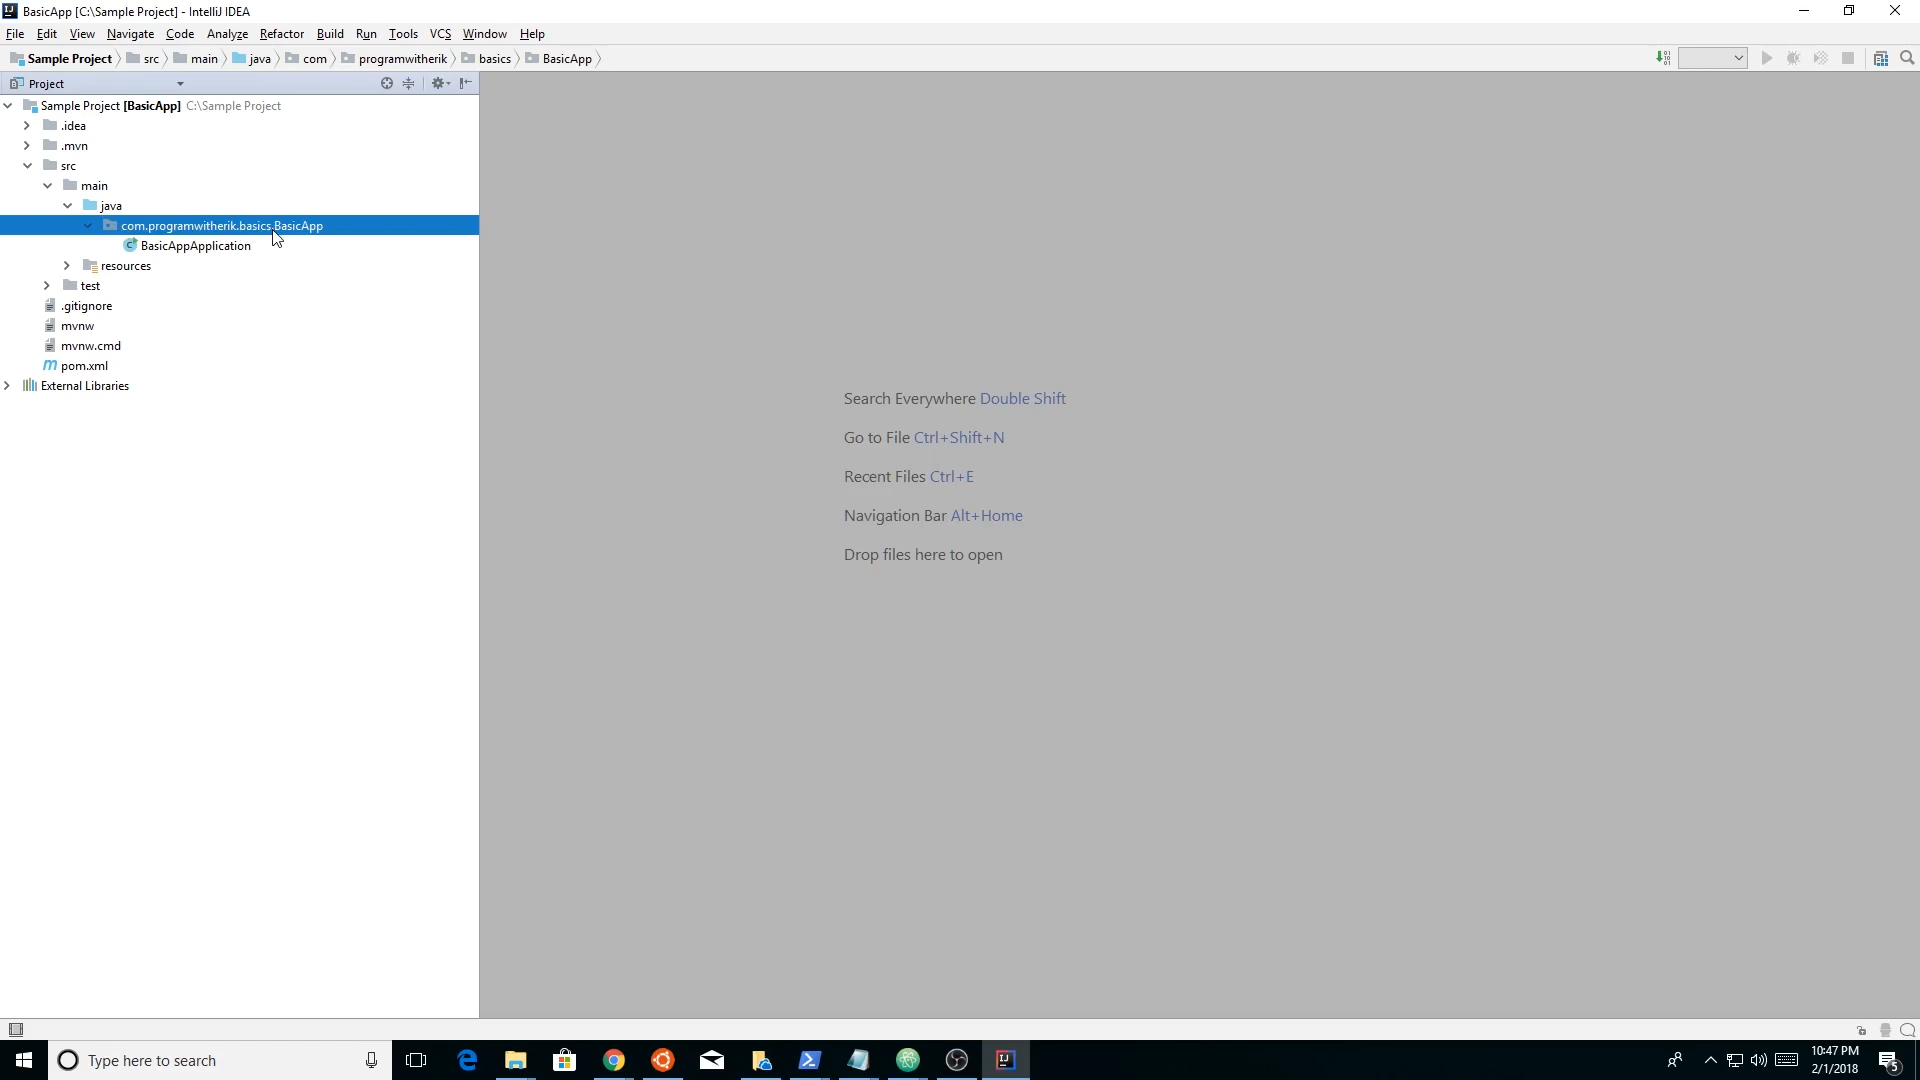 BasicApp [C:\Sample Project] - IntelliJ IDEA
File Edit View Navigate Code Analyze Refactor Build Run Tools VCS Window Help
Sample Project src main java com programwitherik basics BasicApp
Project
Sample Project [BasicApp] C:\Sample Project
.idea
.mvn
src
main
java
com.programwitherik.basics.BasicApp
BasicAppApplication
resources
test
.gitignore
mvnw
mvnw.cmd
pom.xml
External Libraries
Search Everywhere Double Shift
Go to File Ctrl+Shift+N
Recent Files Ctrl+E
Navigation Bar Alt+Home
Drop files here to open
Type here to search
10:47 PM
2/1/2018
5